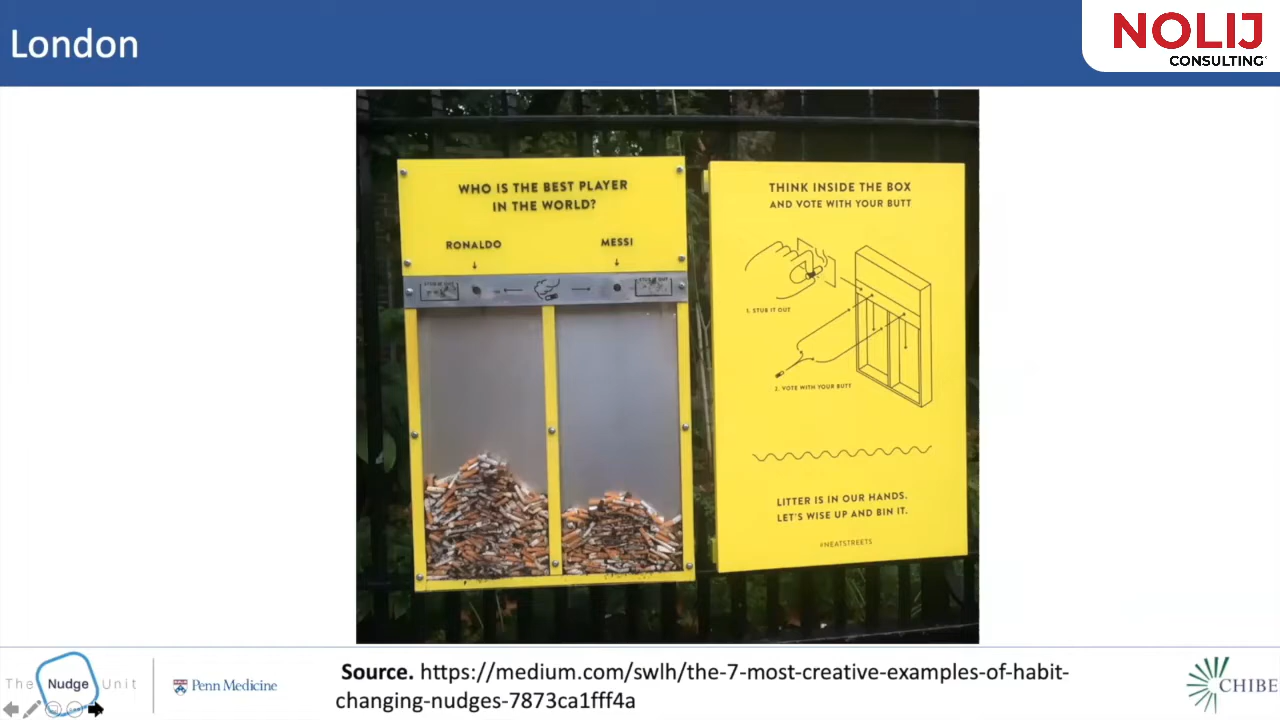 London
NOLIJ
CONSULTING
WHO IS THE BEST PLAYER
IN THE WORLD?
RONALDO
MESSI
STUB IT OUT
THINK INSIDE THE BOX
AND VOTE WITH YOUR BUTT
1. STUB IT OUT
2. VOTE WITH YOUR BUTT
LITTER IS IN OUR HANDS.
LET'S WISE UP AND BIN IT.
#NEATSTREETS
The Nudge Unit
Penn Medicine
Source. https://medium.com/swlh/the-7-most-creative-examples-of-habit-
changing-nudges-7873ca1fff4a
CHIBE